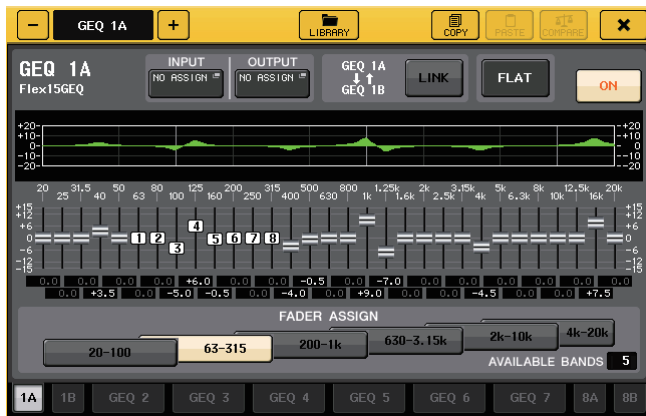 − GEQ 1A + LIBRARY COPY PASTE COMPARE ×
GEQ 1A
Flex15GEQ
INPUT
NO ASSIGN
OUTPUT
NO ASSIGN
GEQ 1A
GEQ 1B
LINK
FLAT
ON
+20 +20
+10 +10
0 0
-10 -10
-20 -20
20 31.5 50 80 125 200 315 500 800 1.25k 2k 3.15k 5k 8k 12.5k 20k
25 40 63 100 160 250 400 630 1k 1.6k 2.5k 4k 6.3k 10k 16k
+15 +15
+12 +12
+6 +6
0 0
-6 -6
-12 -12
-15 -15
1 2 3 4 5 6 7 8
0.0 0.0 0.0 0.0 +6.0 0.0 0.0 -0.5 0.0 -7.0 0.0 0.0 0.0 0.0 0.0 0.0
0.0 +3.5 0.0 -5.0 -0.5 0.0 -4.0 0.0 +9.0 0.0 0.0 -4.5 0.0 0.0 +7.5
FADER ASSIGN
20-100 63-315 200-1k 630-3.15k 2k-10k 4k-20k
AVAILABLE BANDS 5
1A 1B GEQ 2 GEQ 3 GEQ 4 GEQ 5 GEQ 6 GEQ 7 8A 8B